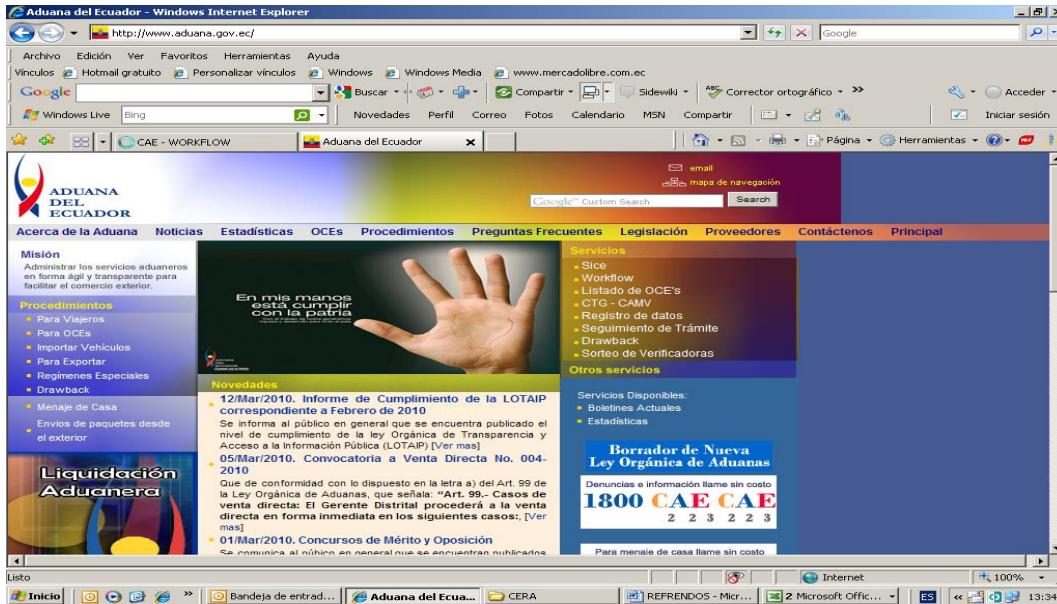 Aduana del Ecuador - Windows Internet Explorer
http://www.aduana.gov.ec/
Google
Archivo Edición Ver Favoritos Herramientas Ayuda
Vínculos Hotmail gratuito Personalizar vínculos Windows Windows Media www.mercadolibre.com.ec
Google Buscar Compartir Sidewiki Corrector ortográfico Acceder
Windows Live Bing Novedades Perfil Correo Fotos Calendario MSN Compartir Iniciar sesión
CAE - WORKFLOW Aduana del Ecuador Página Herramientas
ADUANA
DEL
ECUADOR
email
mapa de navegación
Google™ Custom Search Search
Acerca de la Aduana Noticias Estadísticas OCEs Procedimientos Preguntas Frecuentes Legislación Proveedores Contáctenos Principal
Misión
Administrar los servicios aduaneros
en forma ágil y transparente para
facilitar el comercio exterior.
Procedimientos
Para Viajeros
Para OCEs
Importar Vehículos
Para Exportar
Regímenes Especiales
Drawback
Menaje de Casa
Envios de paquetes desde
el exterior
Liquidación
Aduanera
En mis manos
está cumplir
con la patria
Novedades
12/Mar/2010. Informe de Cumplimiento de la LOTAIP
correspondiente a Febrero de 2010
Se informa al público en general que se encuentra publicado el
nivel de cumplimiento de la ley Orgánica de Transparencia y
Acceso a la Información Pública (LOTAIP) [Ver mas]
05/Mar/2010. Convocatoria a Venta Directa No. 004-
2010
Que de conformidad con lo dispuesto en la letra a) del Art. 99 de
la Ley Orgánica de Aduanas, que señala: “Art. 99.- Casos de
venta directa: El Gerente Distrital procederá a la venta
directa en forma inmediata en los siguientes casos:, [Ver
mas]
01/Mar/2010. Concursos de Mérito y Oposición
Se comunica al púbico en general que se encuentran publicados
Servicios
Sice
Workflow
Listado de OCE's
CTG - CAMV
Registro de datos
Seguimiento de Trámite
Drawback
Sorteo de Verificadoras
Otros servicios
Servicios Disponibles:
Boletines Actuales
Estadísticas
Borrador de Nueva
Ley Orgánica de Aduanas
Denuncias e información llame sin costo
1800 CAE CAE
2 2 3 2 2 3
Para menaje de casa llame sin costo
Listo Internet 100%
Inicio Bandeja de entrad... Aduana del Ecua... CERA REFRENDOS - Micr... 2 Microsoft Offic... ES 13:34